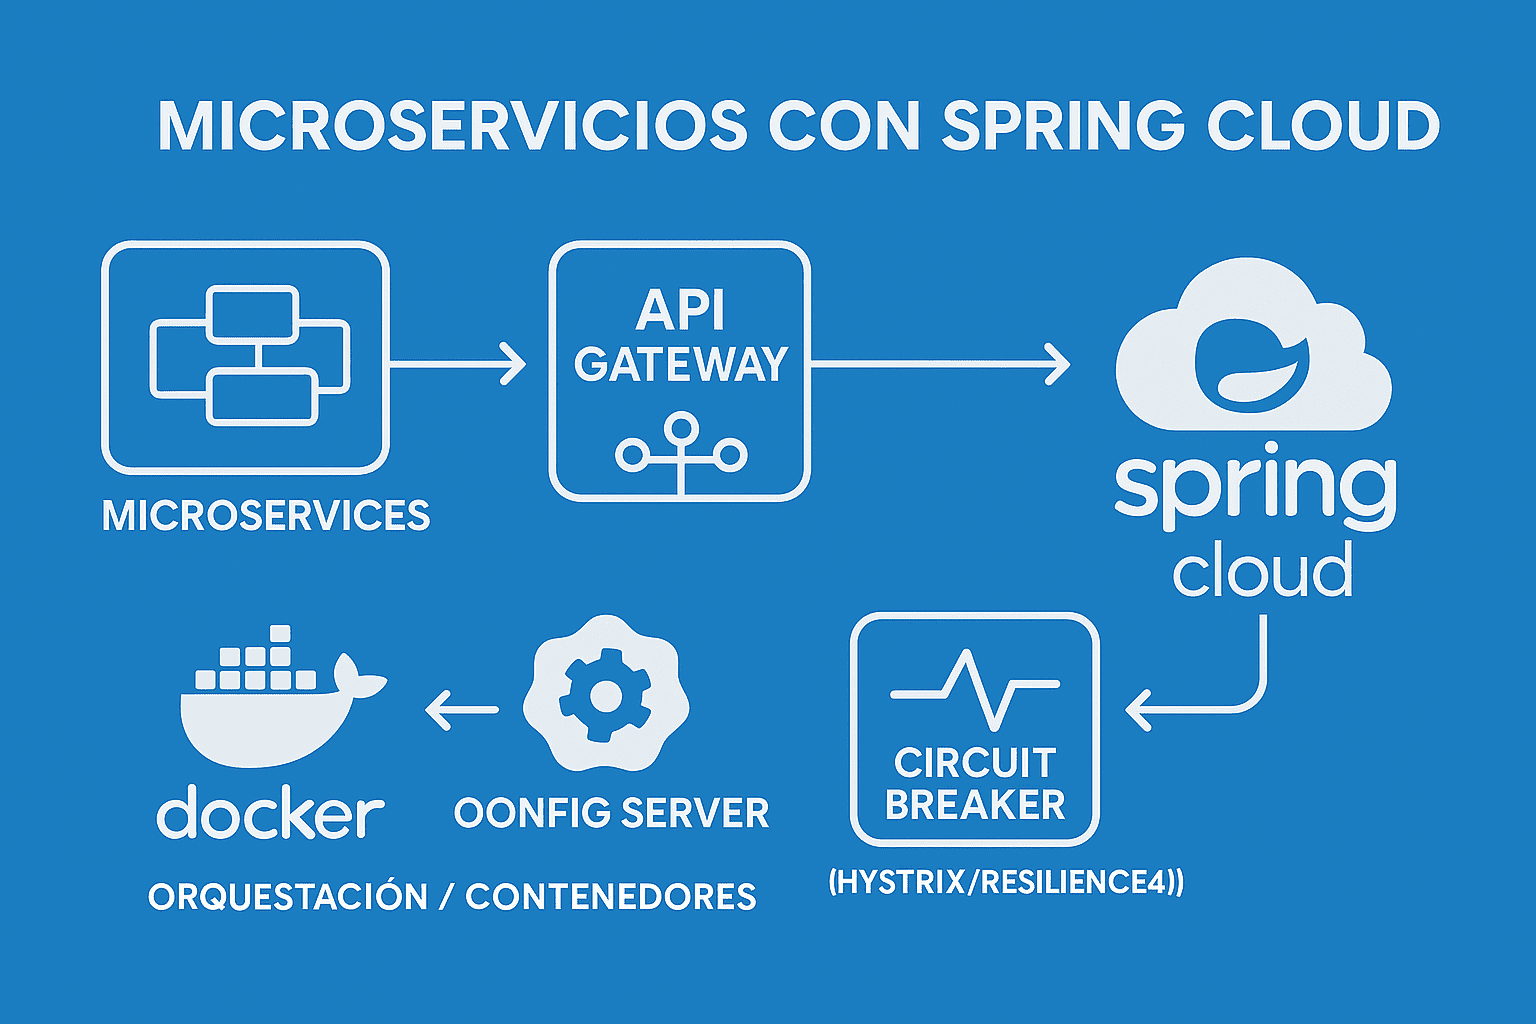 MICROSERVICIOS CON SPRING CLOUD
MICROSERVICES
API
GATEWAY
spring
cloud
docker
OONFIG SERVER
ORQUESTACIÓN / CONTENEDORES
CIRCUIT
BREAKER
(HYSTRIX/RESILIENCE4))